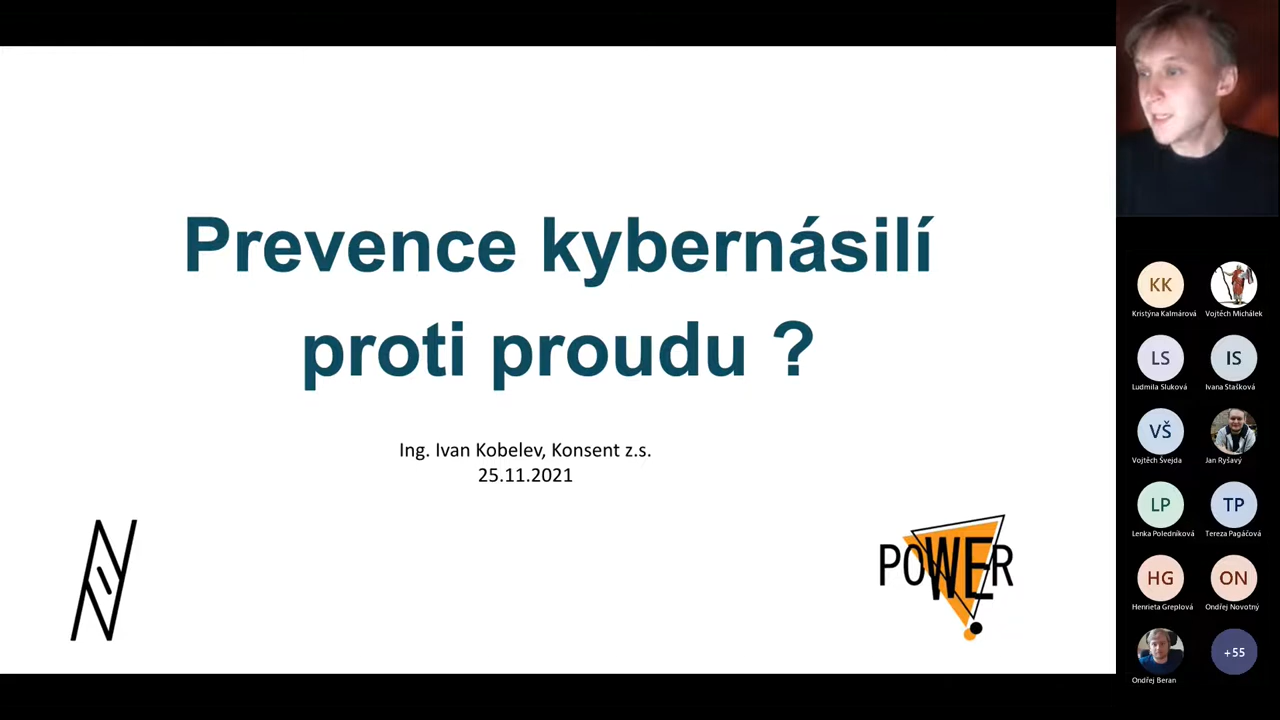 Prevence kybernásilí
proti proudu ?
Ing. Ivan Kobelev, Konsent z.s.
25.11.2021
POWER
KK
Kristýna Kalmárová
Vojtěch Michálek
LS
Ludmila Sluková
IS
Ivana Stašková
VŠ
Vojtěch Švejda
Jan Ryšavý
LP
Lenka Poledníková
TP
Tereza Pagáčová
HG
Henrieta Greplová
ON
Ondřej Novotný
Ondřej Beran
+55